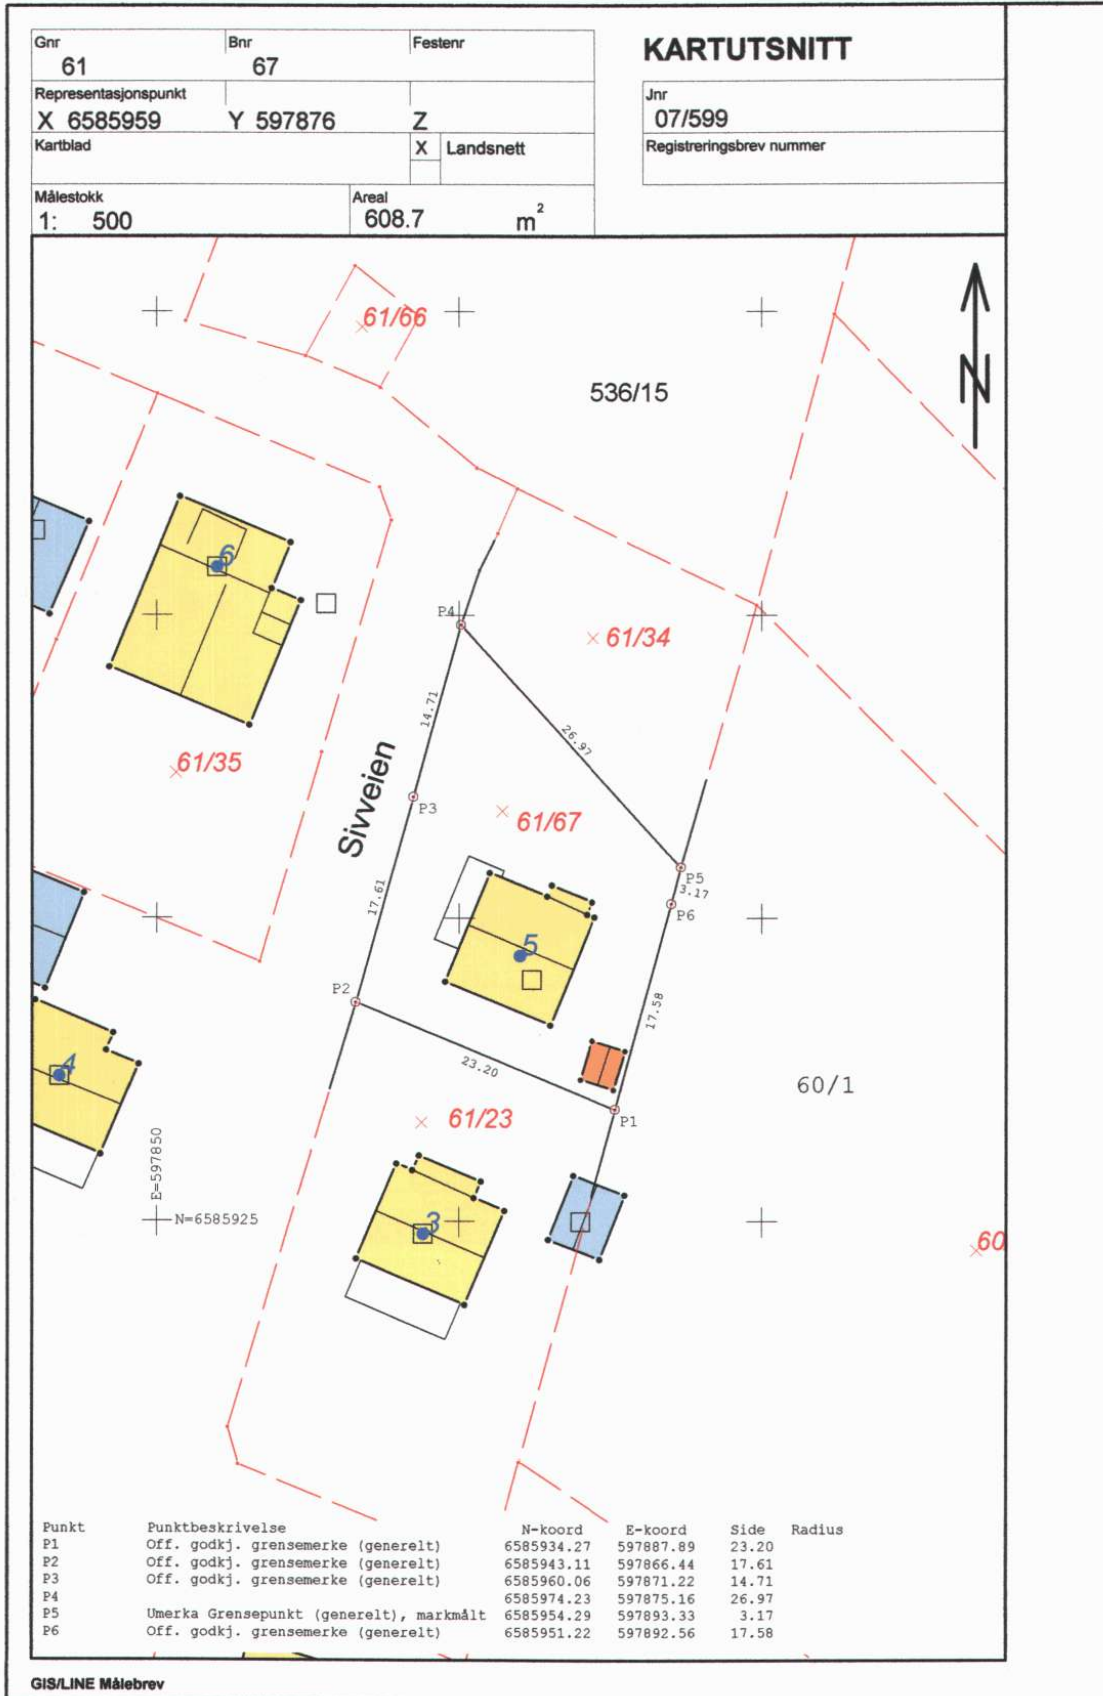 Gnr Bnr Festenr
61 67
KARTUTSNITT
Representasjonspunkt
X 6585959 Y 597876 Z
Jnr
07/599
Kartblad X Landsnett
Registreringsbrev nummer
Målestokk Areal
1: 500 608.7 m²
61/66
536/15
N
6
P4
61/34
14.71
26.97
61/35
Sivveien
P3
61/67
P5
3.17
P6
17.61
5
P2
17.58
23.20
4
60/1
61/23
P1
E=597850
N=6585925
3
60
Punkt Punktbeskrivelse N-koord E-koord Side Radius
P1 Off. godkj. grensemerke (generelt) 6585934.27 597887.89 23.20
P2 Off. godkj. grensemerke (generelt) 6585943.11 597866.44 17.61
P3 Off. godkj. grensemerke (generelt) 6585960.06 597871.22 14.71
P4 6585974.23 597875.16 26.97
P5 Umerka Grensepunkt (generelt), markmålt 6585954.29 597893.33 3.17
P6 Off. godkj. grensemerke (generelt) 6585951.22 597892.56 17.58
GIS/LINE Målebrev